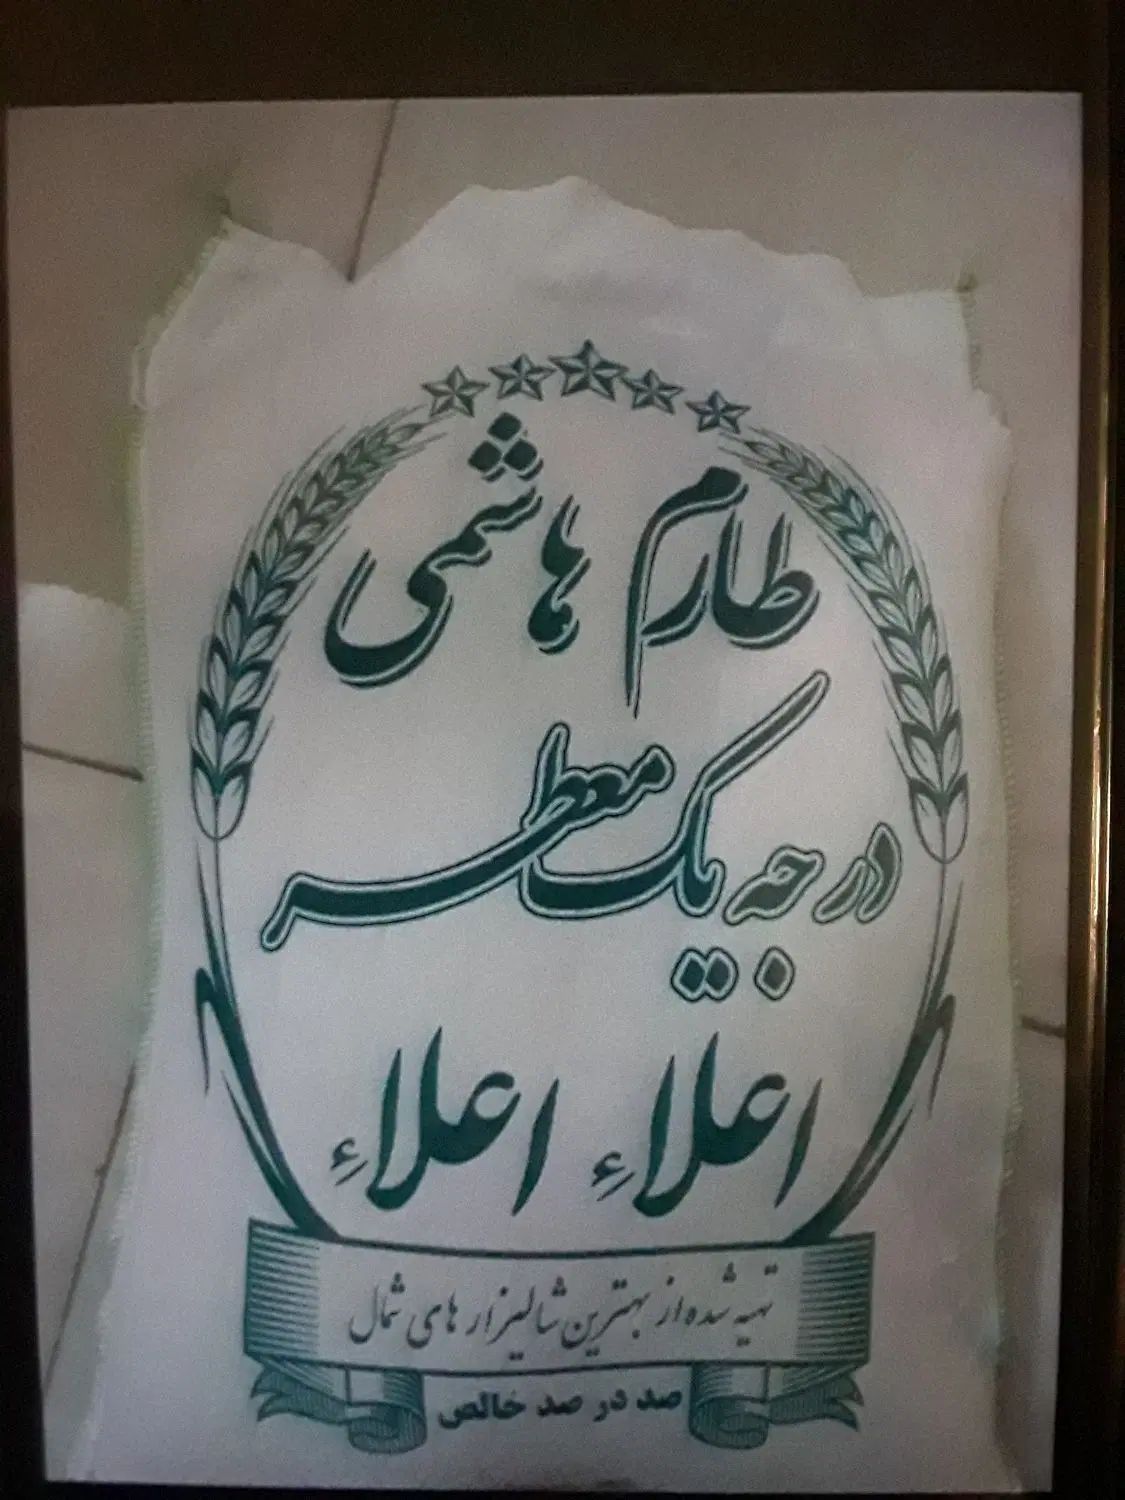 طارم هاشمی
درجه یک معطر
اعلاء اعلاء
تهیه شده از بهترین شالیزار های شمال
صد در صد خالص